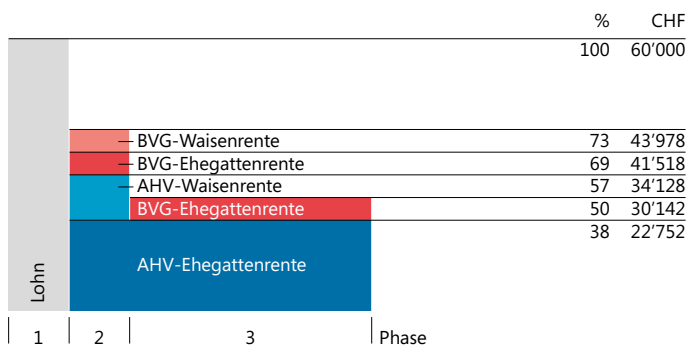 % CHF
100 60’000
BVG-Waisenrente 73 43’978
BVG-Ehegattenrente 69 41’518
AHV-Waisenrente 57 34’128
BVG-Ehegattenrente 50 30’142
38 22’752
AHV-Ehegattenrente
Lohn
1 2 3 Phase